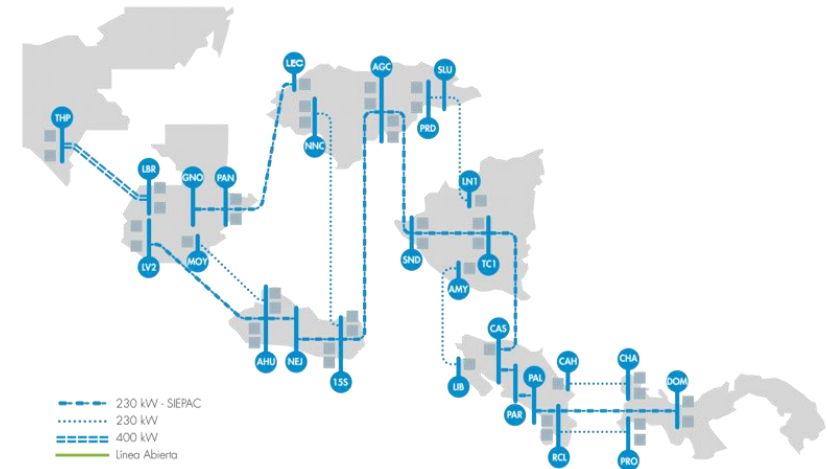 LEC
AGC
SLU
THP
PRD
NNC
LBR
GNO
PAN
LN1
MOY
LV2
SND
TC1
AMY
CAS
AHU
NEJ
15S
LIB
PAR
PAL
CAH
CHA
DOM
RCL
PRO
230 kW - SIEPAC
230 kW
400 kW
Línea Abierta